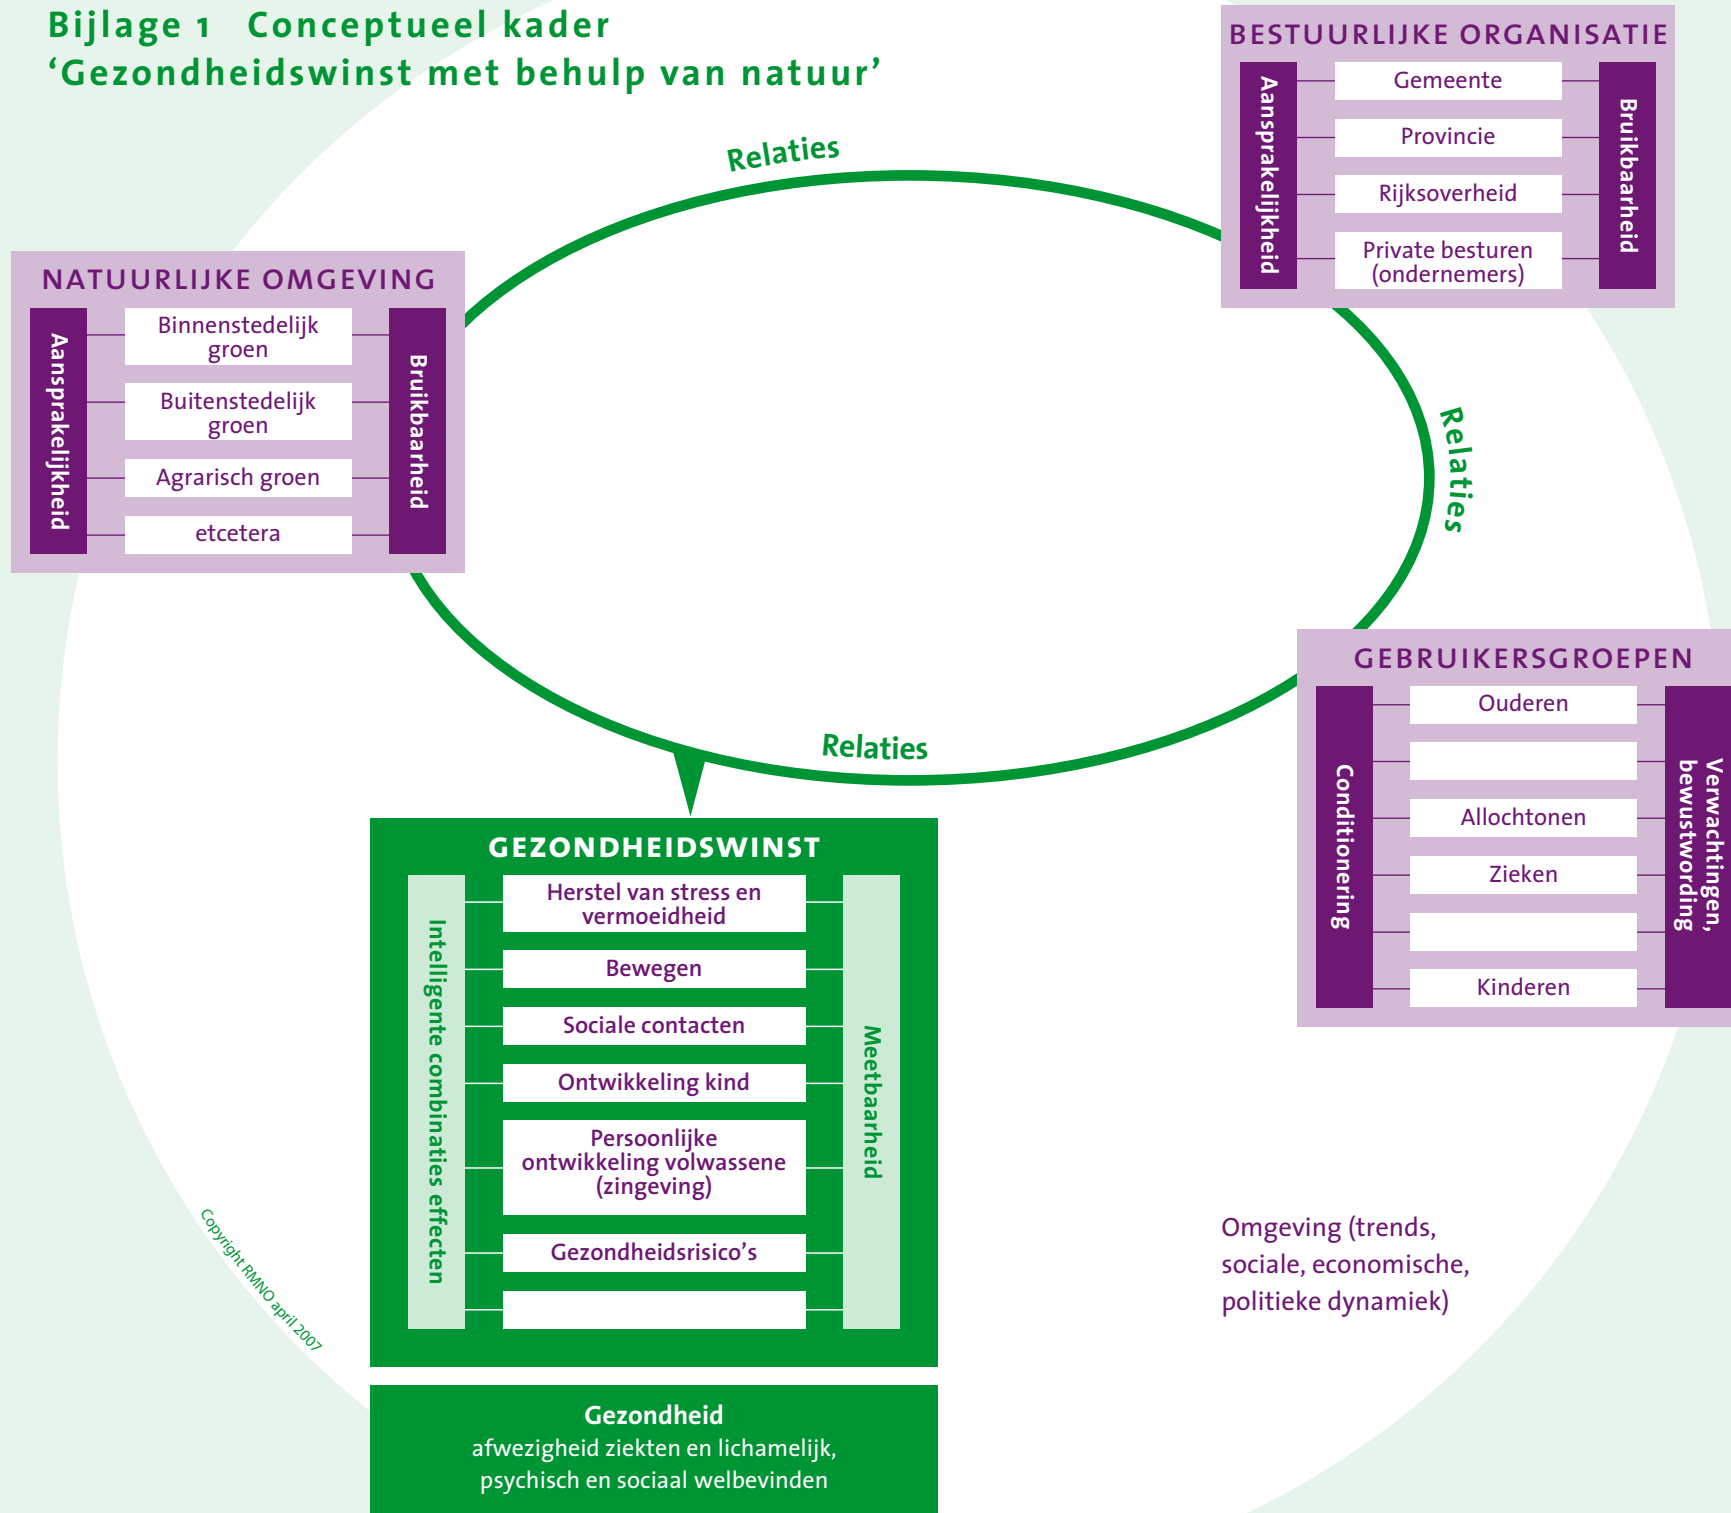 Bijlage 1 Conceptueel kader
‘Gezondheidswinst met behulp van natuur’
Relaties
BESTUURLIJKE ORGANISATIE
Aansprakelijkheid
Gemeente
Provincie
Rijksoverheid
Private besturen
(ondernemers)
Bruikbaarheid
NATUURLIJKE OMGEVING
Aansprakelijkheid
Binnenstedelijk
groen
Buitenstedelijk
groen
Agrarisch groen
etcetera
Bruikbaarheid
Relaties
GEBRUIKERSGROEPEN
Conditionering
Ouderen
Allochtonen
Zieken
Kinderen
Verwachtingen,
bewustwording
Relaties
GEZONDHEIDSWINST
Intelligente combinaties effecten
Herstel van stress en
vermoeidheid
Bewegen
Sociale contacten
Ontwikkeling kind
Persoonlijke
ontwikkeling volwassene
(zingeving)
Gezondheidsrisico’s
Meetbaarheid
Omgeving (trends,
sociale, economische,
politieke dynamiek)
Copyright RMNO april 2007
Gezondheid
afwezigheid ziekten en lichamelijk,
psychisch en sociaal welbevinden